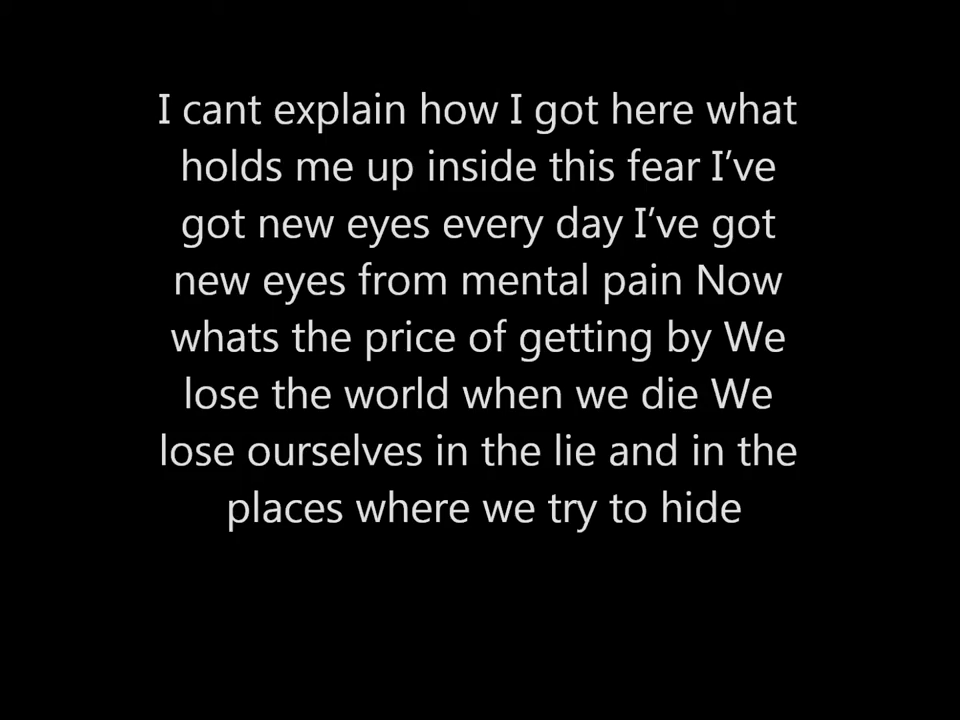 I cant explain how I got here what
holds me up inside this fear I’ve
got new eyes every day I’ve got
new eyes from mental pain Now
whats the price of getting by We
lose the world when we die We
lose ourselves in the lie and in the
places where we try to hide